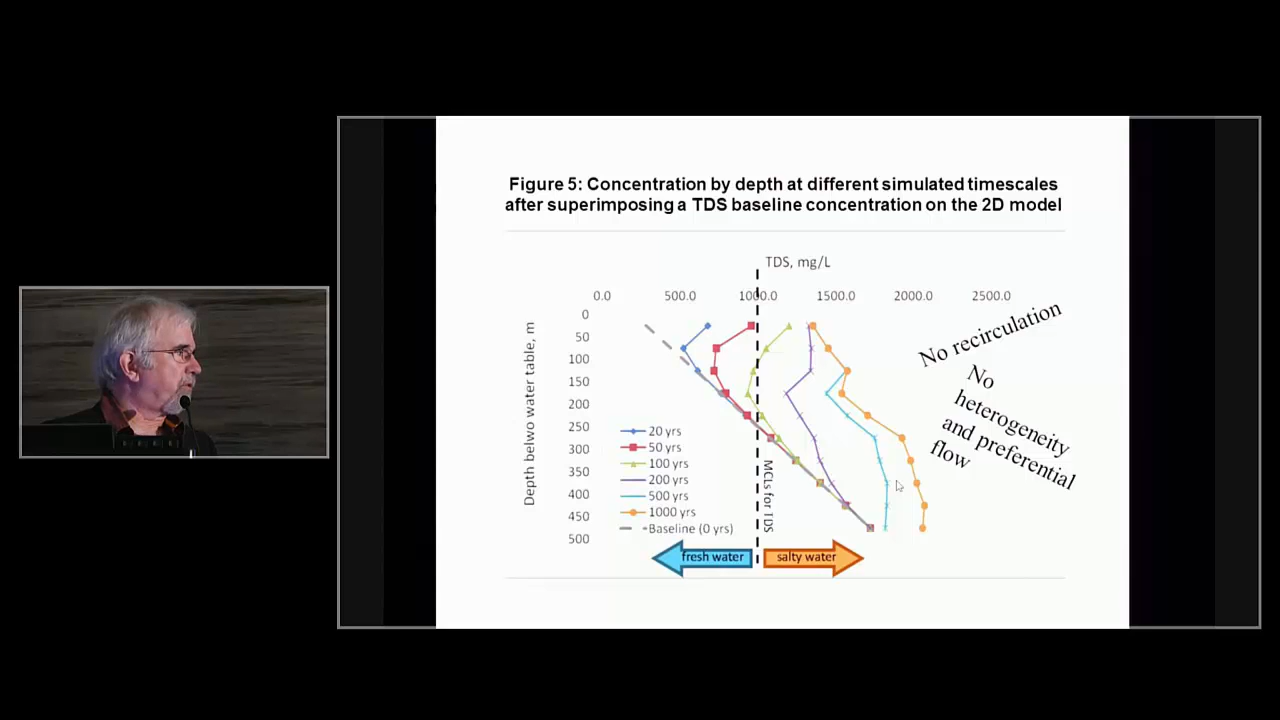 Figure 5: Concentration by depth at different simulated timescales
after superimposing a TDS baseline concentration on the 2D model
TDS, mg/L
0.0 500.0 1000.0 1500.0 2000.0 2500.0
Depth belwo water table, m
0
50
100
150
200
250
300
350
400
450
500
20 yrs
50 yrs
100 yrs
200 yrs
500 yrs
1000 yrs
Baseline (0 yrs)
MCLs for TDS
fresh water
salty water
No recirculation
No
heterogeneity
and preferential
flow